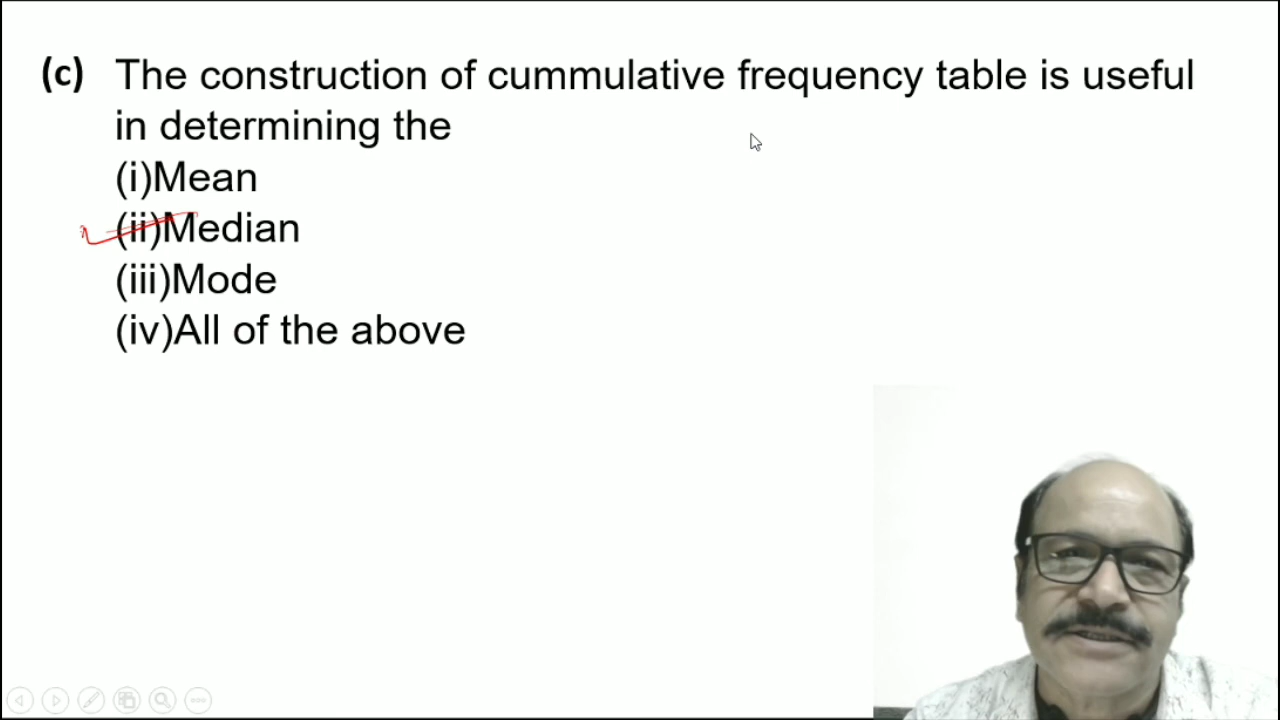 (c) The construction of cummulative frequency table is useful
in determining the
(i)Mean
(ii)Median
(iii)Mode
(iv)All of the above